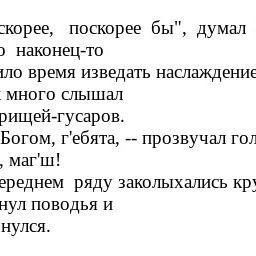 скорее, поскорее бы", думал
о наконец-то
ило время изведать наслаждение
много слышал
рищей-гусаров.
Богом, г'ебята, -- прозвучал гол
, маг'ш!
ереднем ряду заколыхались кру
нул поводья и
нулся.